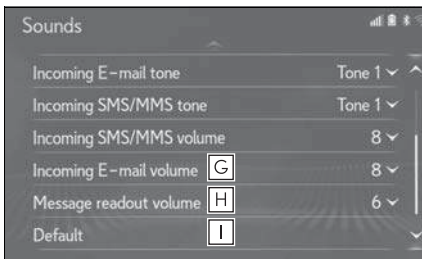 Sounds
Incoming E-mail tone Tone 1
Incoming SMS/MMS tone Tone 1
Incoming SMS/MMS volume 8
Incoming E-mail volume G 8
Message readout volume H 6
Default I